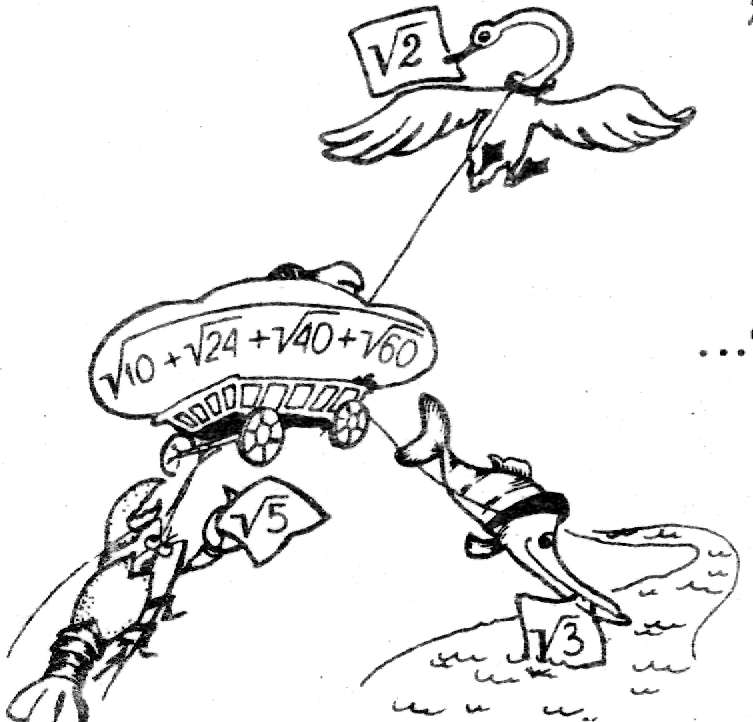 √2
√(10 + √24 + √40 + √60)
...
√5
√3